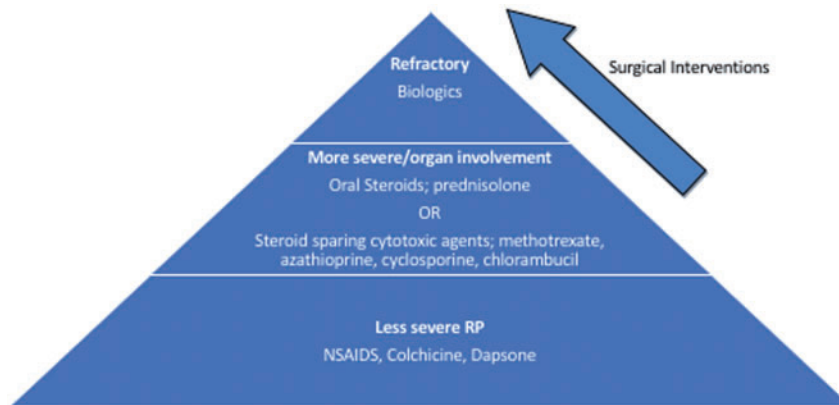 Refractory
Biologics
Surgical Interventions
More severe/organ involvement
Oral Steroids; prednisolone
OR
Steroid sparing cytotoxic agents; methotrexate,
azathioprine, cyclosporine, chlorambucil
Less severe RP
NSAIDS, Colchicine, Dapsone